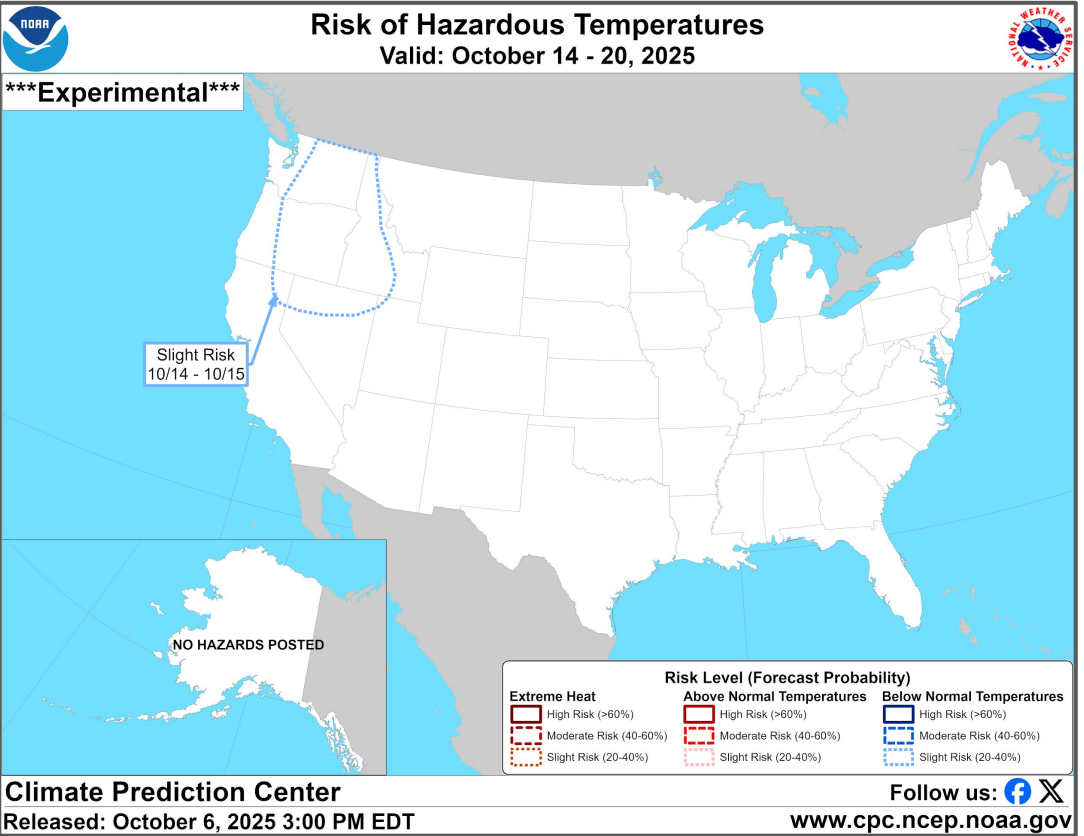 NOAA
Risk of Hazardous Temperatures
Valid: October 14 - 20, 2025
NATIONAL WEATHER SERVICE
***Experimental***
Slight Risk
10/14 - 10/15
NO HAZARDS POSTED
Risk Level (Forecast Probability)
Extreme Heat
High Risk (>60%)
Moderate Risk (40-60%)
Slight Risk (20-40%)
Above Normal Temperatures
High Risk (>60%)
Moderate Risk (40-60%)
Slight Risk (20-40%)
Below Normal Temperatures
High Risk (>60%)
Moderate Risk (40-60%)
Slight Risk (20-40%)
Climate Prediction Center
Follow us:
Released: October 6, 2025 3:00 PM EDT
www.cpc.ncep.noaa.gov